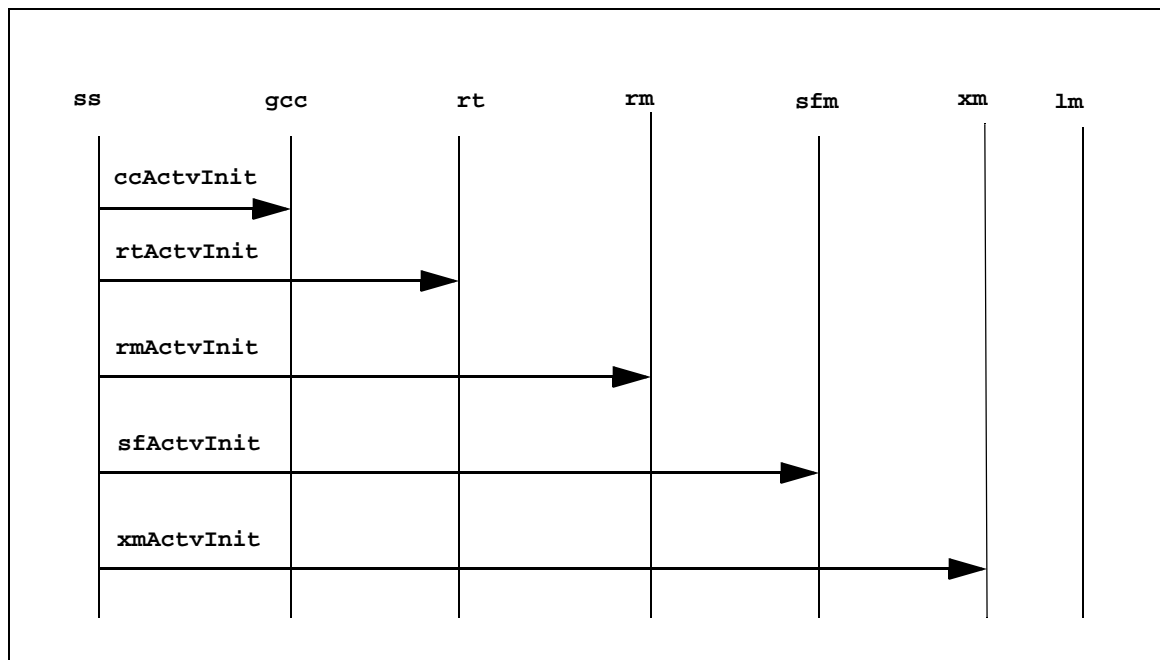 ss gcc rt rm sfm xm lm
ccActvInit
rtActvInit
rmActvInit
sfActvInit
xmActvInit